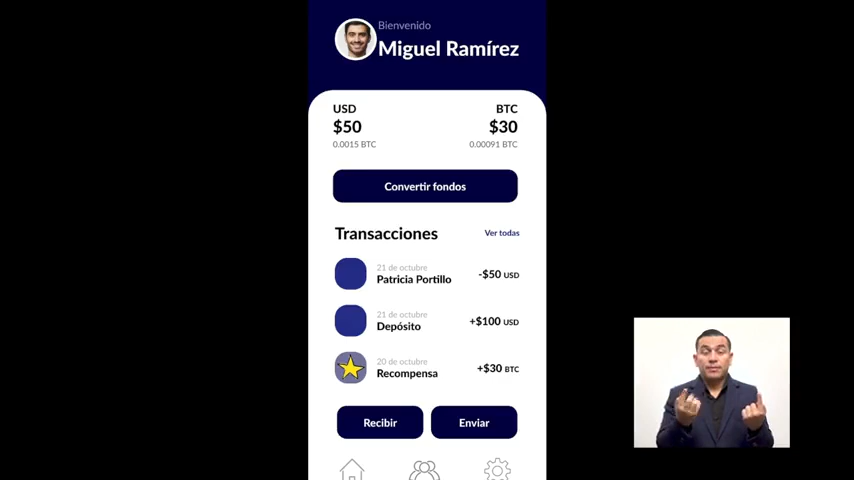 Bienvenido
Miguel Ramírez
USD BTC
$50 $30
0.0015 BTC 0.00091 BTC
Convertir fondos
Transacciones Ver todas
21 de octubre
Patricia Portillo -$50 USD
21 de octubre
Depósito +$100 USD
20 de octubre
Recompensa +$30 BTC
Recibir Enviar